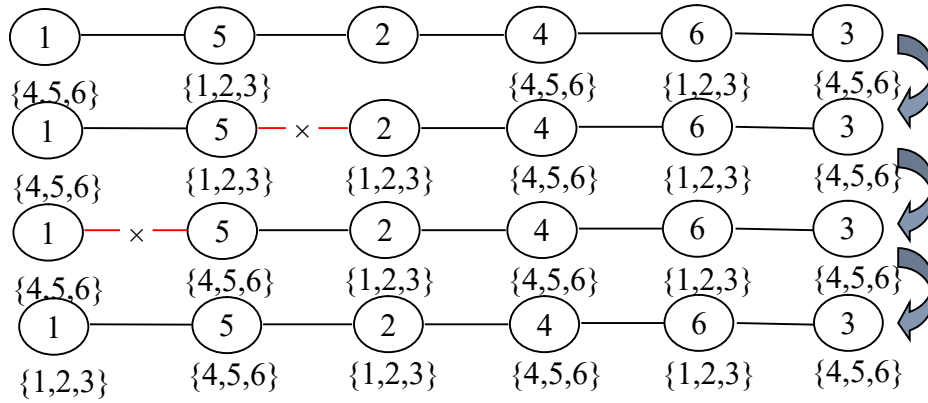 1 5 2 4 6 3
{4,5,6} {1,2,3} {4,5,6} {1,2,3} {4,5,6}
1 5 × 2 4 6 3
{4,5,6} {1,2,3} {1,2,3} {4,5,6} {1,2,3} {4,5,6}
1 × 5 2 4 6 3
{4,5,6} {4,5,6} {1,2,3} {4,5,6} {1,2,3} {4,5,6}
1 5 2 4 6 3
{1,2,3} {4,5,6} {1,2,3} {4,5,6} {1,2,3} {4,5,6}